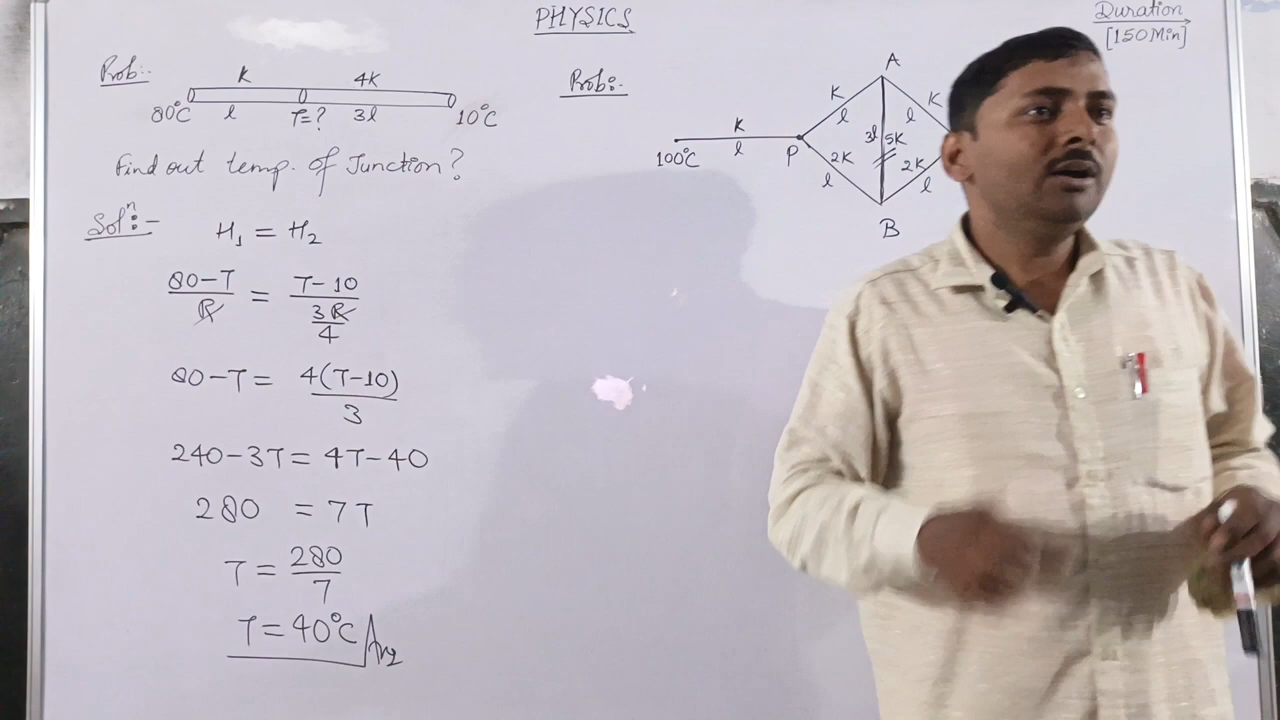 PHYSICS
Duration
[150 Min]
Prob:-
K 4K
80°C l T=? 3l 10°C
Find out temp. of Junction?
Solⁿ:-
H₁ = H₂
80-T / R = T-10 / 3R/4
80-T = 4(T-10) / 3
240-3T = 4T-40
280 = 7T
T = 280 / 7
T = 40°C Ans
Prob:-
A
K l l K
K
100°C l P
3l 5K
2K l 2K l
B